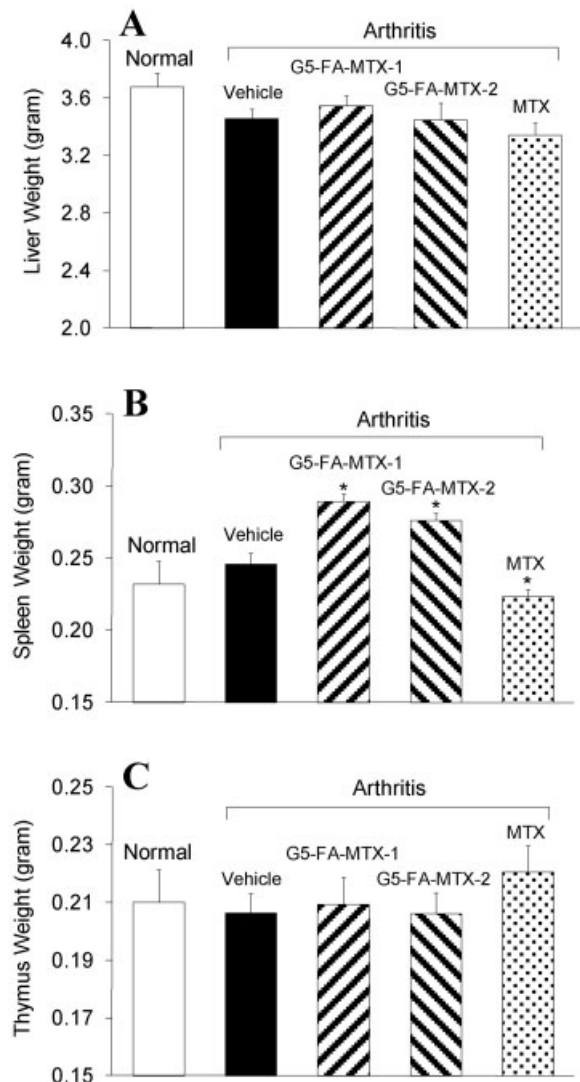 A
Arthritis
Normal
Vehicle
G5-FA-MTX-1
G5-FA-MTX-2
MTX
Liver Weight (gram)
4.0
3.6
3.2
2.8
2.4
2.0
B
Arthritis
Normal
Vehicle
G5-FA-MTX-1
*
G5-FA-MTX-2
*
MTX
*
Spleen Weight (gram)
0.35
0.30
0.25
0.20
0.15
C
Arthritis
Normal
Vehicle
G5-FA-MTX-1
G5-FA-MTX-2
MTX
Thymus Weight (gram)
0.25
0.23
0.21
0.19
0.17
0.15